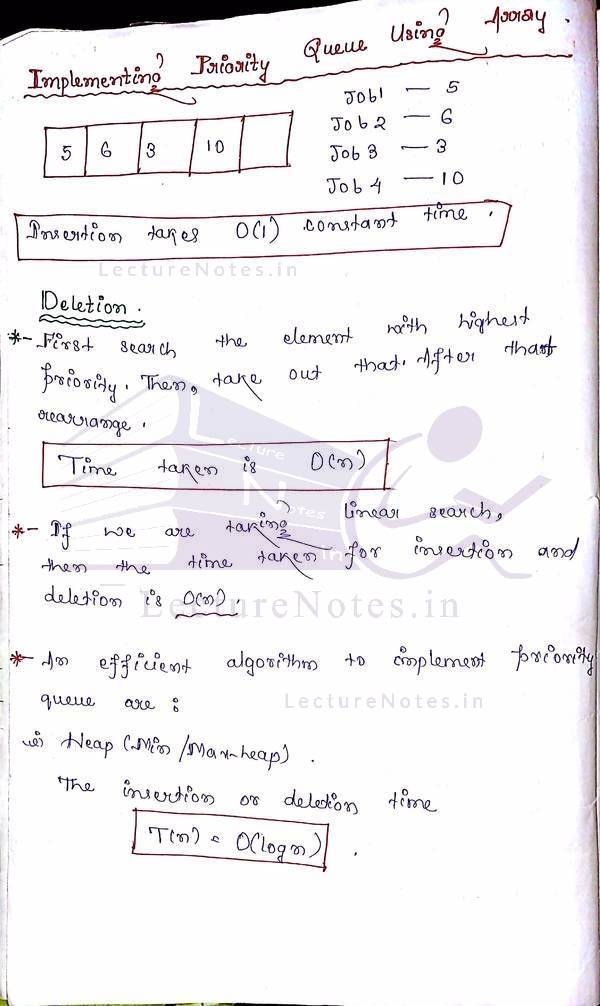 Implementing Priority Queue Using Array.
5 6 3 10
Job1 — 5
Job2 — 6
Job3 — 3
Job4 — 10
Insertion takes O(1) constant time.
LectureNotes.in
Deletion.
*- First search the element with highest
priority. Then, take out that. After that
rearrange.
Lecture
Time taken is O(n)
N otes
*- If we are taking linear search,
in
then the time taken for insertion and
deletion is O(n).
LectureNotes.in
*- An efficient algorithm to implement priority
queue are :
LectureNotes.in
Heap (Min /Max-heap).
The insertion or deletion time
T(n) = O(log n).